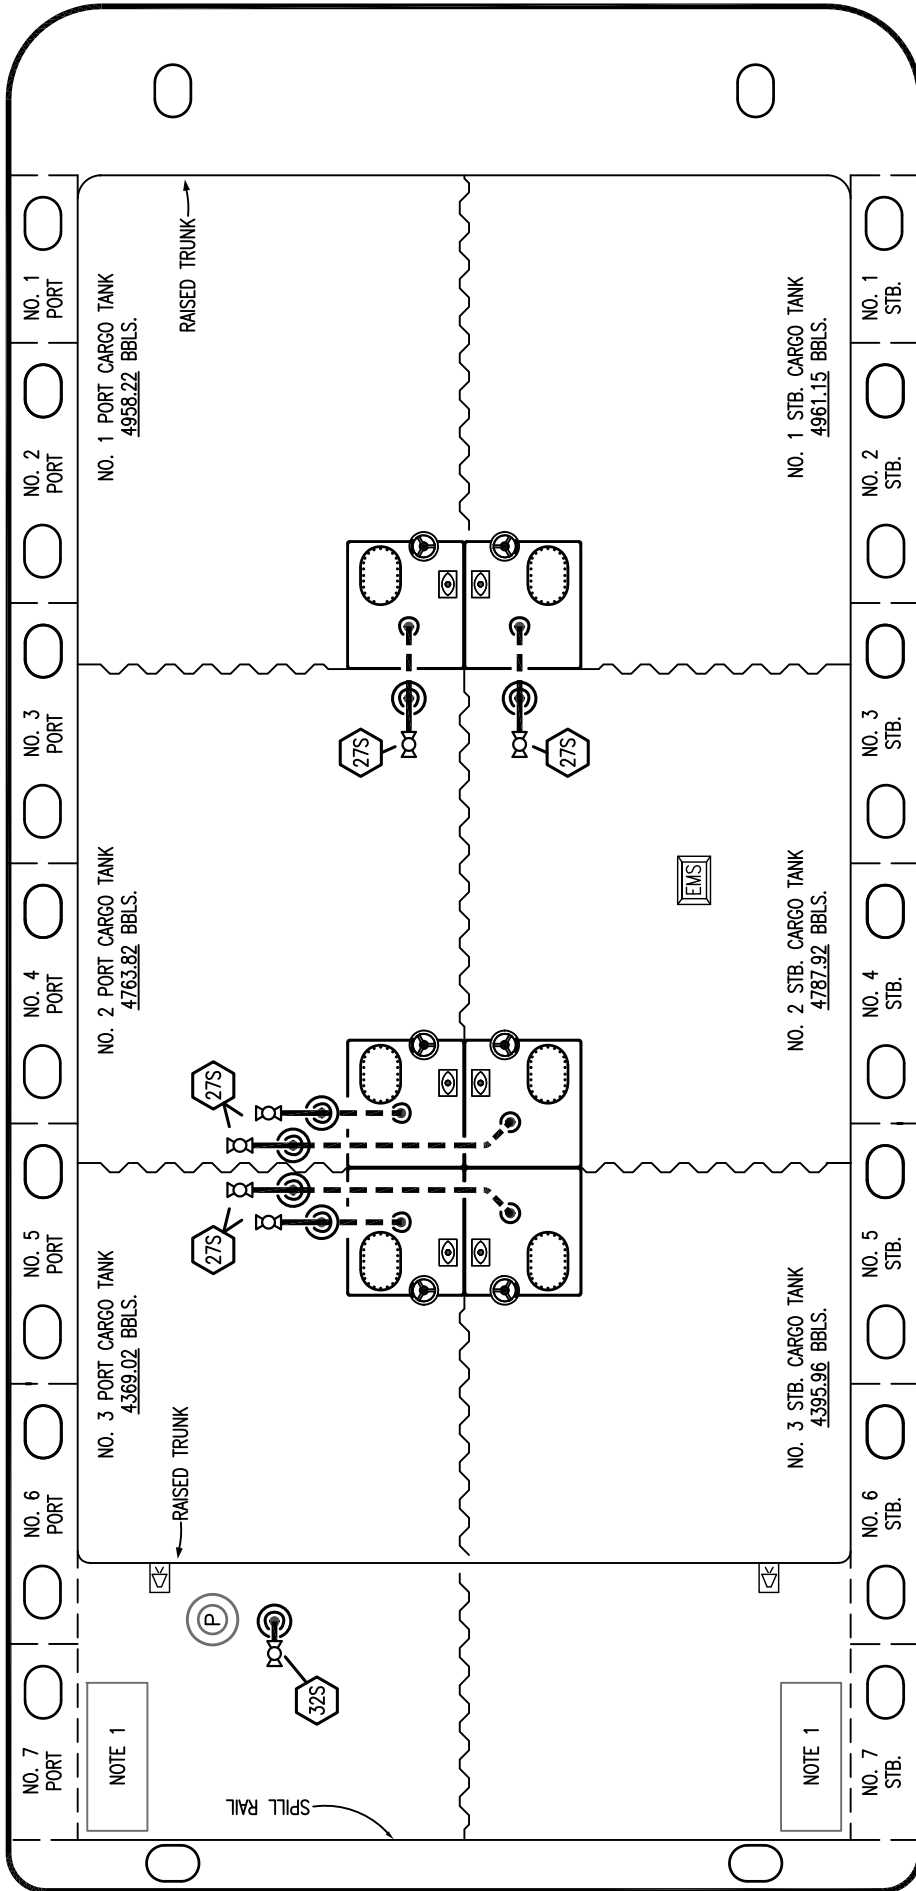 NO. 1
PORT
NO. 2
PORT
NO. 3
PORT
NO. 4
PORT
NO. 5
PORT
NO. 6
PORT
NO. 7
PORT
NO. 1 PORT CARGO TANK
4958.22 BBLS.
RAISED TRUNK
NO. 2 PORT CARGO TANK
4763.82 BBLS.
NO. 3 PORT CARGO TANK
4369.02 BBLS.
RAISED TRUNK
27S
27S
27S
27S
EMS
P
32S
NOTE 1
NOTE 1
SPILL RAIL
NO. 1 STB. CARGO TANK
4961.15 BBLS.
NO. 2 STB. CARGO TANK
4787.92 BBLS.
NO. 3 STB. CARGO TANK
4395.96 BBLS.
NO. 1
STB.
NO. 2
STB.
NO. 3
STB.
NO. 4
STB.
NO. 5
STB.
NO. 6
STB.
NO. 7
STB.